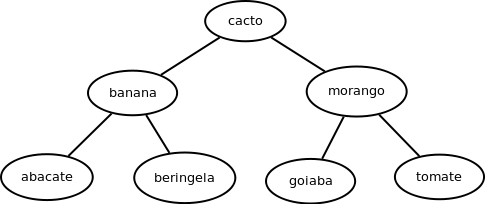 cacto
banana
morango
abacate
beringela
goiaba
tomate